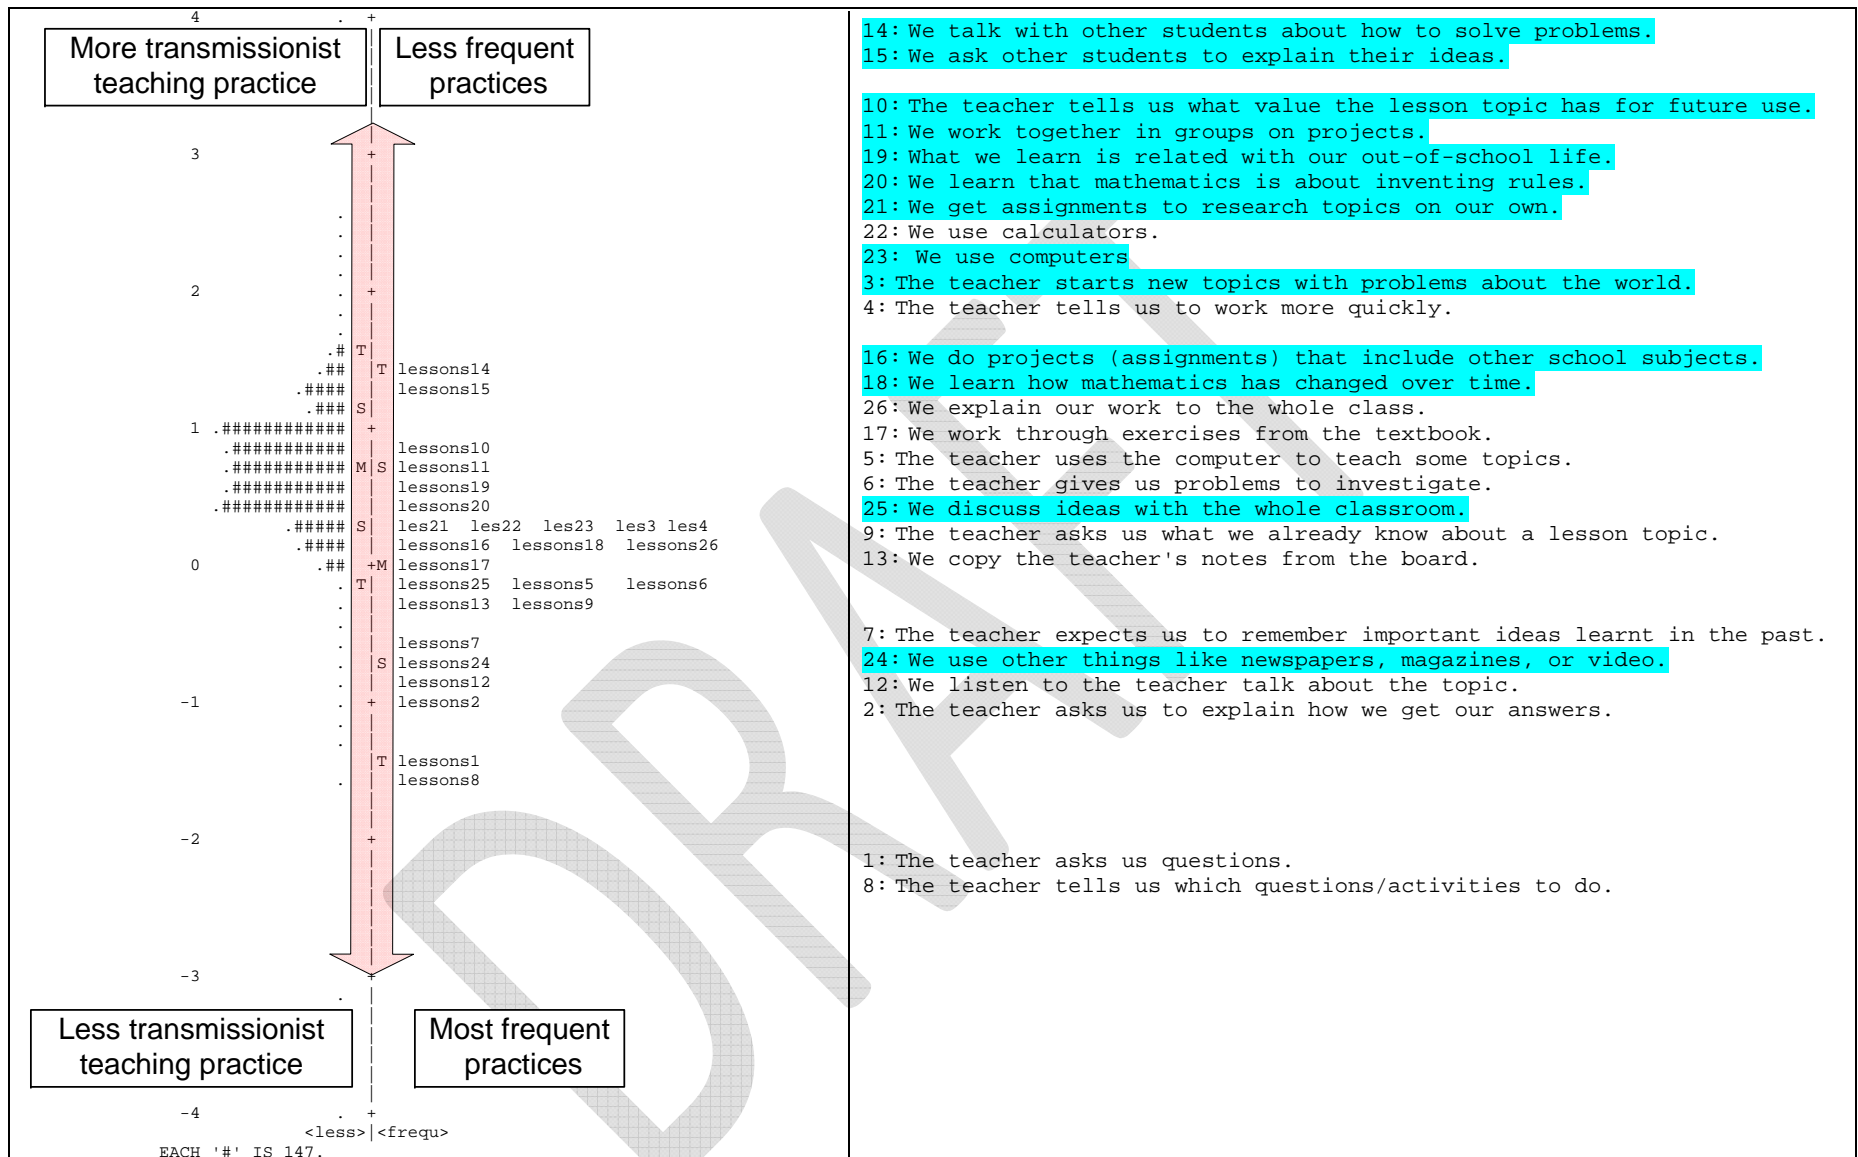 4 . +
More transmissionist
teaching practice
Less frequent
practices
3 +
.
.
.
.
2 . +
.
.
.# T
.## T lessons14
.#### lessons15
.### S
1 .############ +
.########### lessons10
.########### M S lessons11
.########### lessons19
.############ lessons20
.##### S les21 les22 les23 les3 les4
.#### lessons16 lessons18 lessons26
0 .## +M lessons17
. T lessons25 lessons5 lessons6
. lessons13 lessons9
.
. lessons7
. S lessons24
. lessons12
-1 . + lessons2
.
.
T lessons1
. lessons8
-2 +
-3 +
.
Less transmissionist
teaching practice
Most frequent
practices
-4 . +
<less>|<frequ>
EACH '#' IS 147.
14: We talk with other students about how to solve problems.
15: We ask other students to explain their ideas.
10: The teacher tells us what value the lesson topic has for future use.
11: We work together in groups on projects.
19: What we learn is related with our out-of-school life.
20: We learn that mathematics is about inventing rules.
21: We get assignments to research topics on our own.
22: We use calculators.
23: We use computers
3: The teacher starts new topics with problems about the world.
4: The teacher tells us to work more quickly.
16: We do projects (assignments) that include other school subjects.
18: We learn how mathematics has changed over time.
26: We explain our work to the whole class.
17: We work through exercises from the textbook.
5: The teacher uses the computer to teach some topics.
6: The teacher gives us problems to investigate.
25: We discuss ideas with the whole classroom.
9: The teacher asks us what we already know about a lesson topic.
13: We copy the teacher's notes from the board.
7: The teacher expects us to remember important ideas learnt in the past.
24: We use other things like newspapers, magazines, or video.
12: We listen to the teacher talk about the topic.
2: The teacher asks us to explain how we get our answers.
1: The teacher asks us questions.
8: The teacher tells us which questions/activities to do.
DRAFT